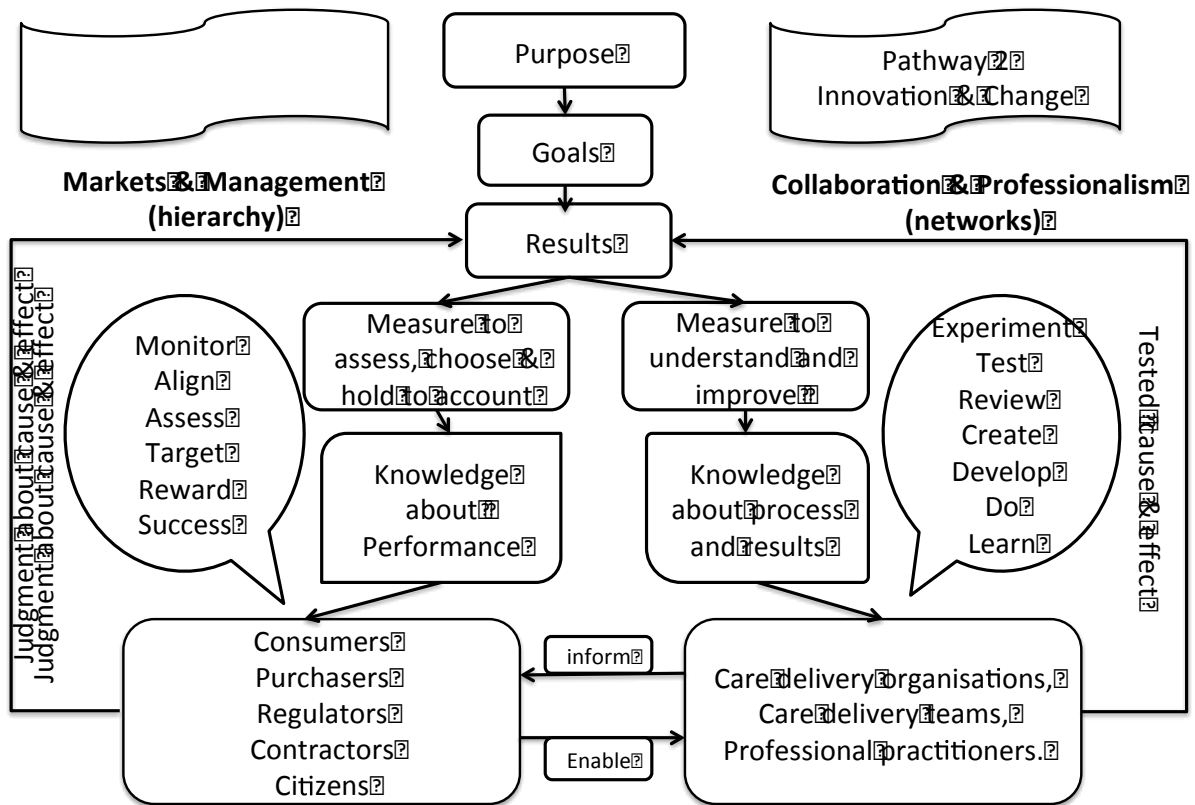 Purpose
Pathway 2
Innovation & Change
Goals
Markets & Management
(hierarchy)
Collaboration & Professionalism
(networks)
Results
Judgment about cause & effect
Judgment about cause & effect
Monitor
Align
Assess
Target
Reward
Success
Measure to
assess, choose &
hold to account
Measure to
understand and
improve
Experiment
Test
Review
Create
Develop
Do
Learn
Tested cause & effect
Knowledge
about
Performance
Knowledge
about process
and results
Consumers
Purchasers
Regulators
Contractors
Citizens
inform
Enable
Care delivery organisations,
Care delivery teams,
Professional practitioners.